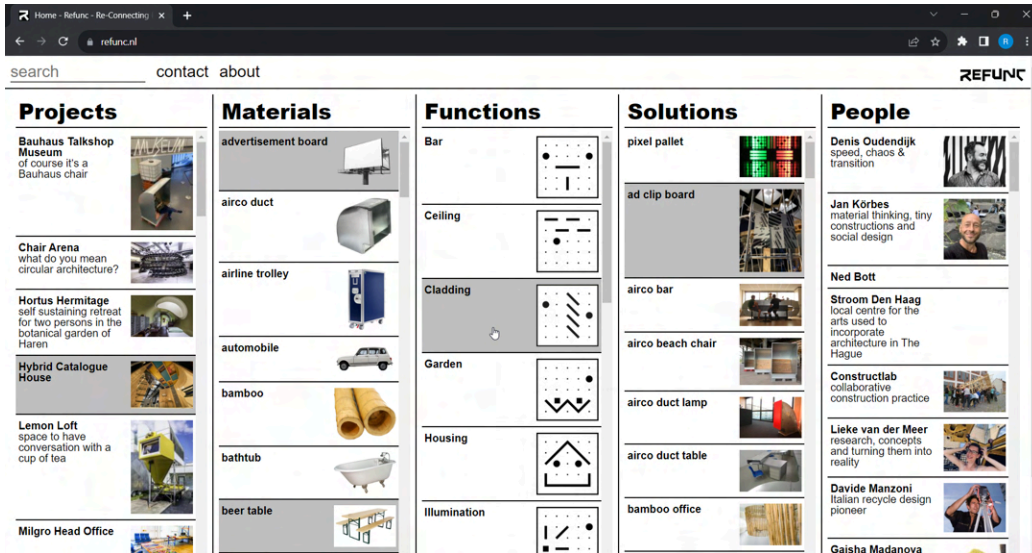 Home - Refunc - Re-Connecting
refunc.nl
R
search
contact about
REFUNC
Projects
Bauhaus Talkshop
Museum
of course it's a
Bauhaus chair
MUSEUM
Chair Arena
what do you mean
circular architecture?
Hortus Hermitage
self sustaining retreat
for two persons in the
botanical garden of
Haren
Hybrid Catalogue
House
Lemon Loft
space to have
conversation with a
cup of tea
Milgro Head Office
Materials
advertisement board
airco duct
airline trolley
automobile
bamboo
bathtub
beer table
Functions
Bar
Ceiling
Cladding
Garden
Housing
Illumination
Solutions
pixel pallet
ad clip board
airco bar
airco beach chair
airco duct lamp
airco duct table
bamboo office
People
Denis Oudendijk
speed, chaos &
transition
Jan Körbes
material thinking, tiny
constructions and
social design
Ned Bott
Stroom Den Haag
local centre for the
arts used to
incorporate
architecture in The
Hague
Constructlab
collaborative
construction practice
Lieke van der Meer
research, concepts
and turning them into
reality
Davide Manzoni
Italian recycle design
pioneer
Gaisha Madanova